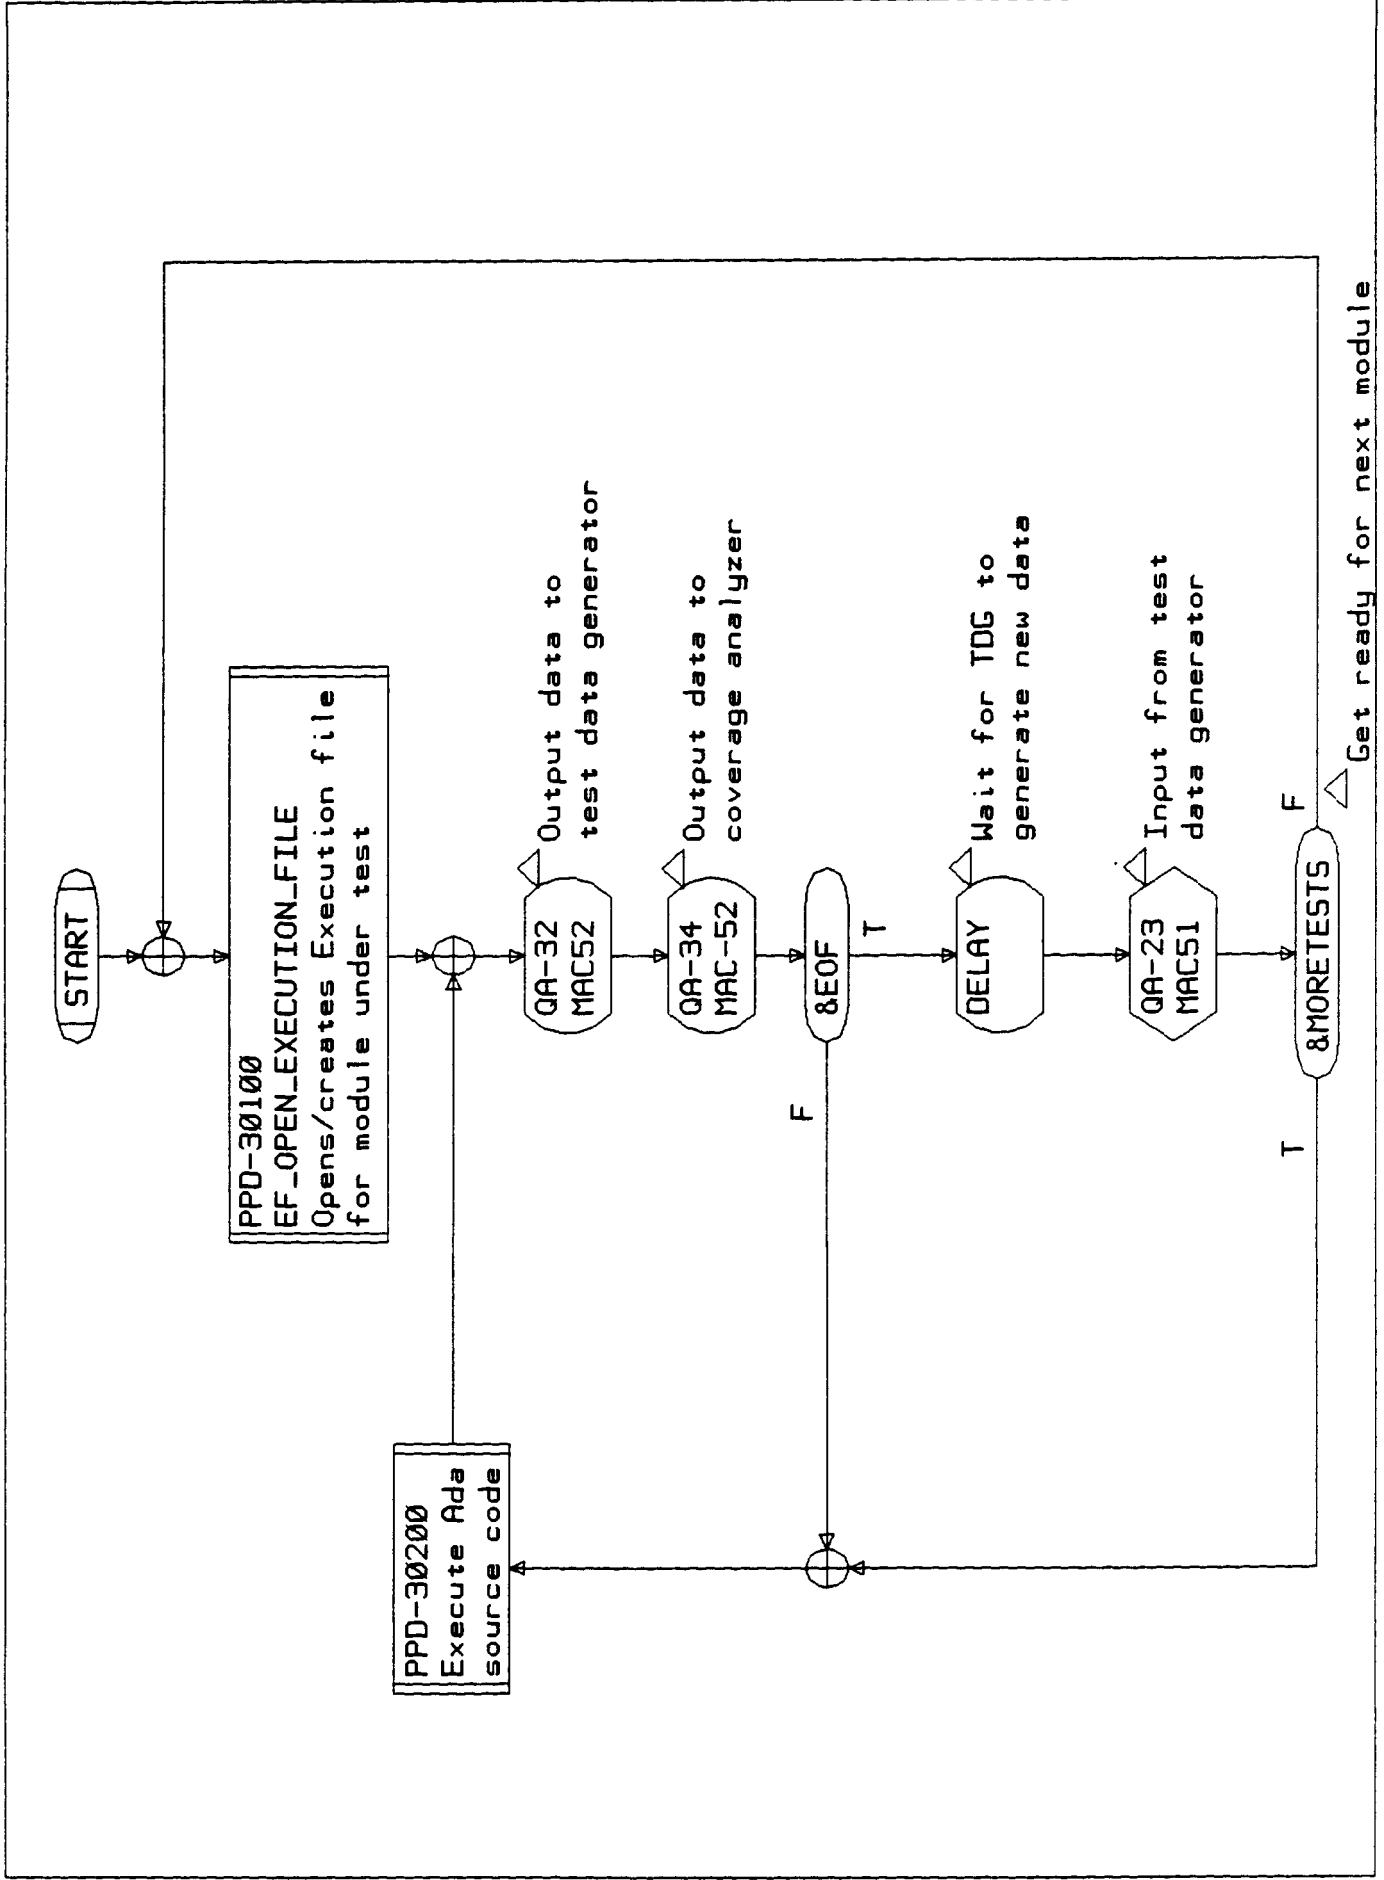 START
PPD-30100
EF_OPEN_EXECUTION_FILE
Opens/creates Execution file
for module under test
PPD-30200
Execute Ada
source code
QA-32
MAC52
Output data to
test data generator
QA-34
MAC-52
Output data to
coverage analyzer
&EOF
F
T
DELAY
Wait for TDG to
generate new data
QA-23
MAC51
Input from test
data generator
&MORETESTS
T
F
Get ready for next module